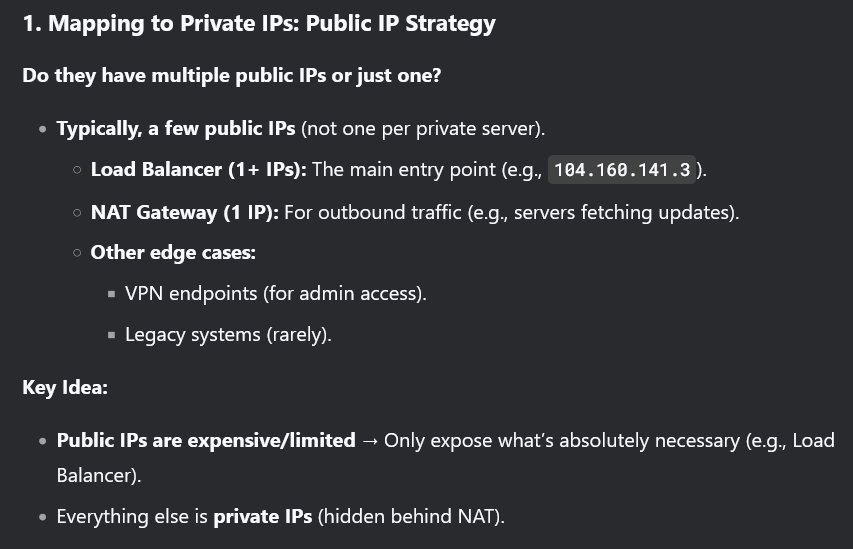 1. Mapping to Private IPs: Public IP Strategy
Do they have multiple public IPs or just one?
• Typically, a few public IPs (not one per private server).
○ Load Balancer (1+ IPs): The main entry point (e.g., 104.160.141.3).
○ NAT Gateway (1 IP): For outbound traffic (e.g., servers fetching updates).
○ Other edge cases:
▪ VPN endpoints (for admin access).
▪ Legacy systems (rarely).
Key Idea:
• Public IPs are expensive/limited → Only expose what’s absolutely necessary (e.g., Load
Balancer).
• Everything else is private IPs (hidden behind NAT).